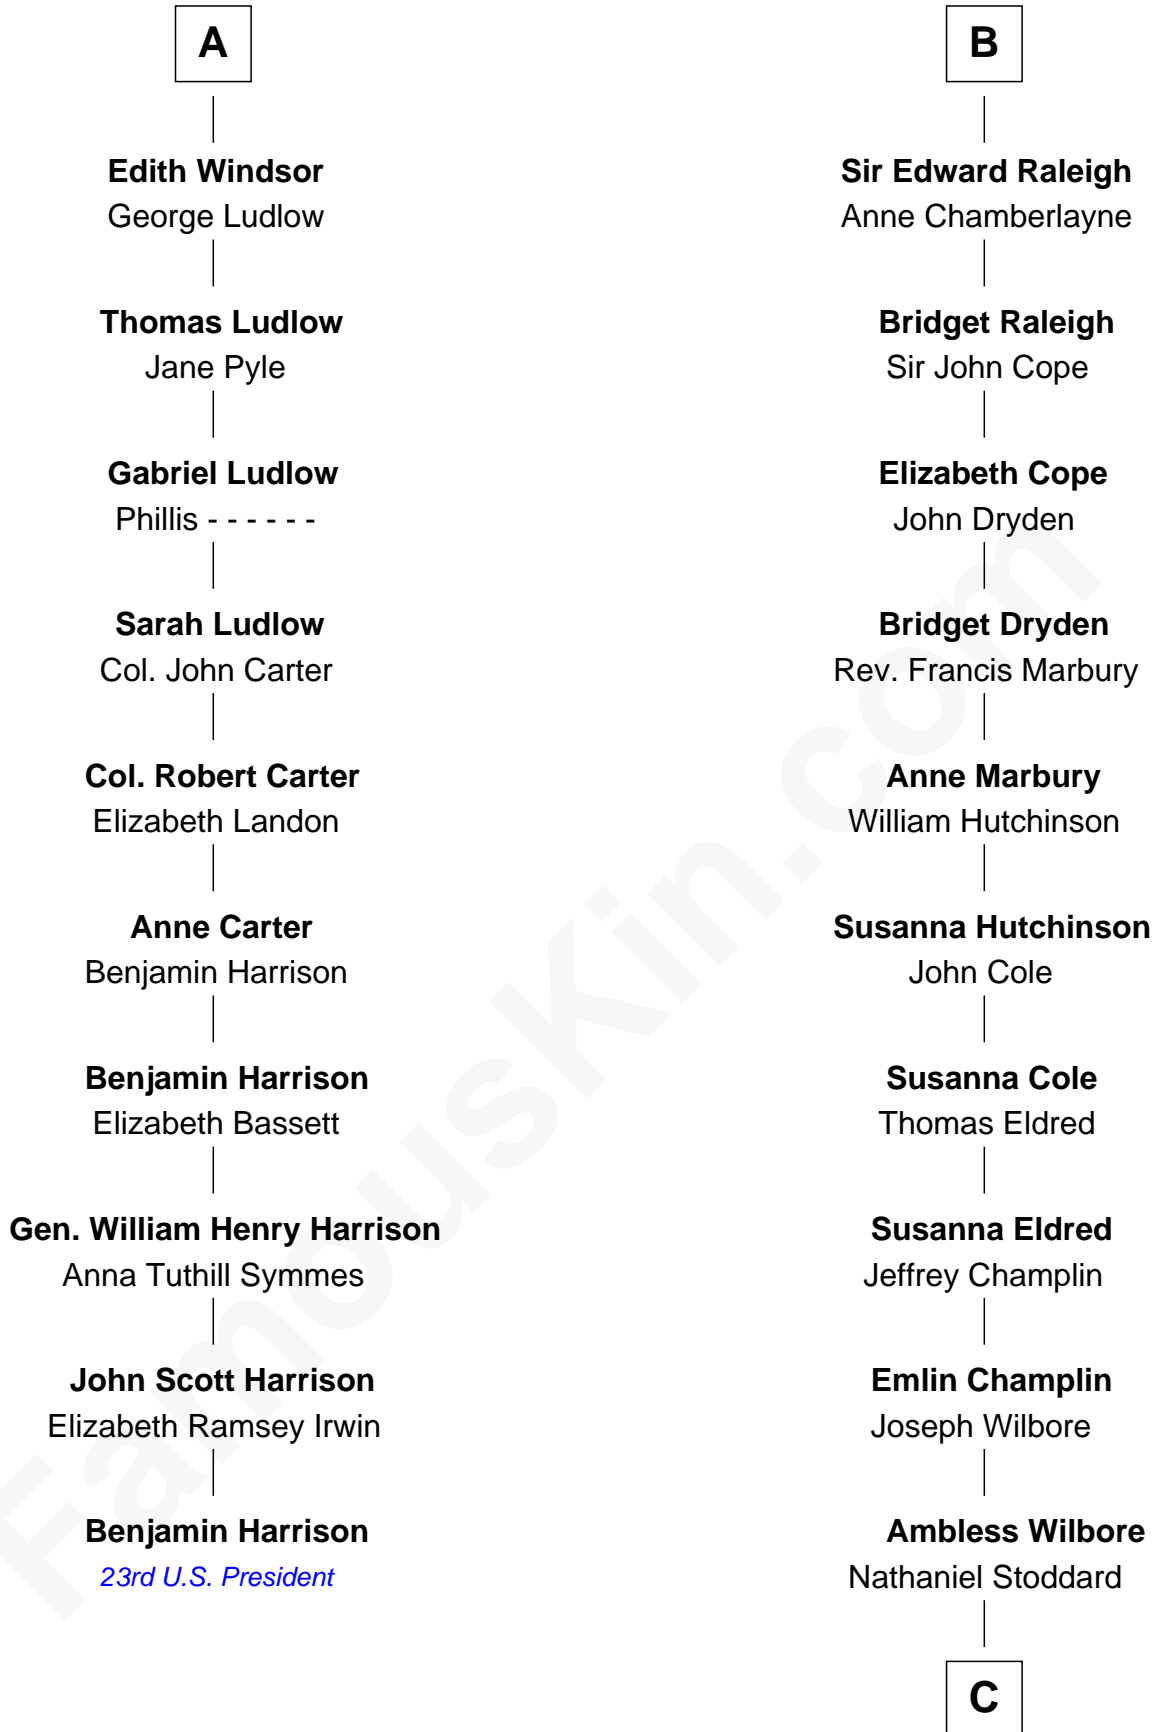 A
Edith Windsor
George Ludlow
Thomas Ludlow
Jane Pyle
Gabriel Ludlow
Phillis - - - - - -
Sarah Ludlow
Col. John Carter
Col. Robert Carter
Elizabeth Landon
Anne Carter
Benjamin Harrison
Benjamin Harrison
Elizabeth Bassett
Gen. William Henry Harrison
Anna Tuthill Symmes
John Scott Harrison
Elizabeth Ramsey Irwin
Benjamin Harrison
23rd U.S. President
B
Sir Edward Raleigh
Anne Chamberlayne
Bridget Raleigh
Sir John Cope
Elizabeth Cope
John Dryden
Bridget Dryden
Rev. Francis Marbury
Anne Marbury
William Hutchinson
Susanna Hutchinson
John Cole
Susanna Cole
Thomas Eldred
Susanna Eldred
Jeffrey Champlin
Emlin Champlin
Joseph Wilbore
Ambless Wilbore
Nathaniel Stoddard
C
FamousKin.com